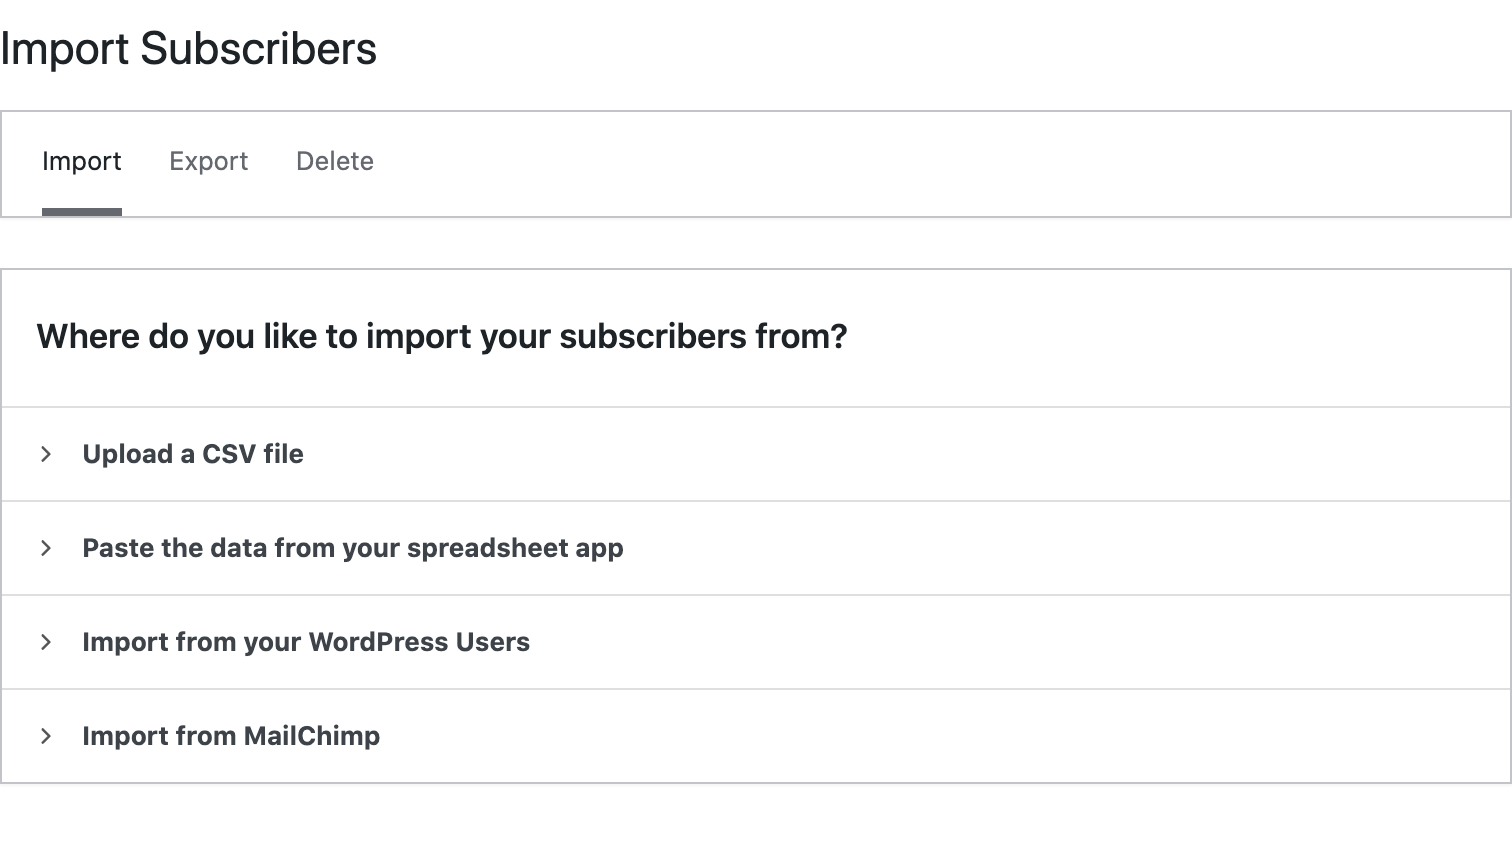 Import Subscribers
Import Export Delete
Where do you like to import your subscribers from?
Upload a CSV file
Paste the data from your spreadsheet app
Import from your WordPress Users
Import from MailChimp